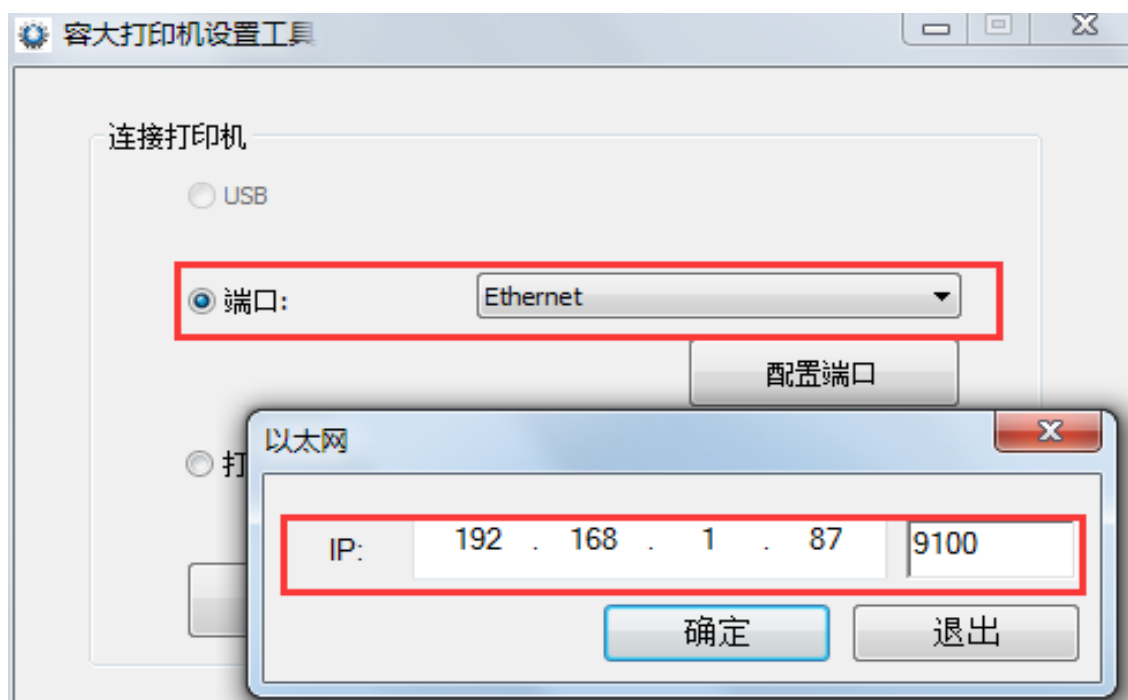 容大打印机设置工具
连接打印机
USB
端口: Ethernet
配置端口
打
以太网
IP: 192 . 168 . 1 . 87 9100
确定 退出